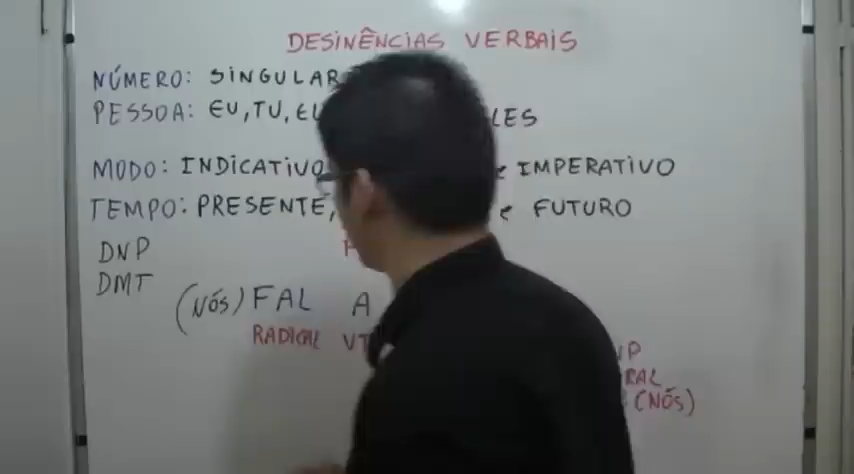 DESINÊNCIAS VERBAIS
NÚMERO: SINGULAR
PESSOA: EU, TU, EL LES
MODO: INDICATIVO e IMPERATIVO
TEMPO: PRESENTE, e FUTURO
DNP
DMT
(NÓS) FAL A
RADICAL VT NP
RAL
(NÓS)